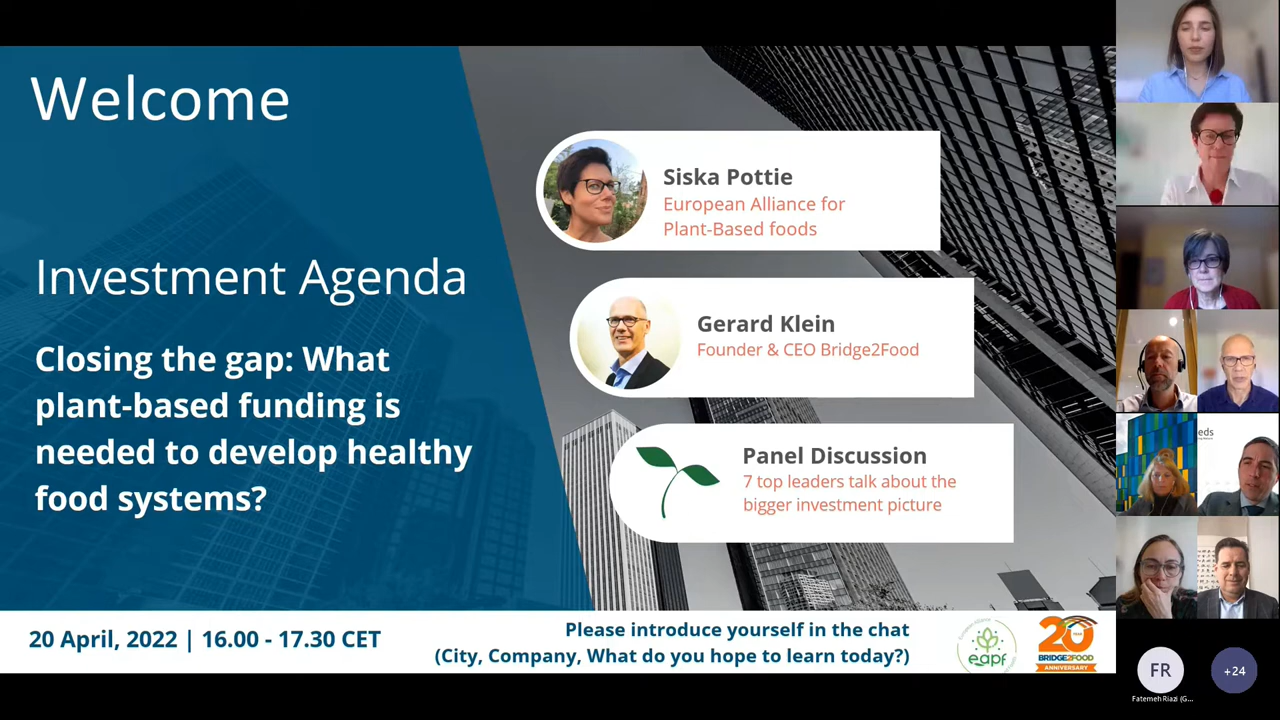 Welcome
Investment Agenda
Closing the gap: What
plant-based funding is
needed to develop healthy
food systems?
Siska Pottie
European Alliance for
Plant-Based foods
Gerard Klein
Founder & CEO Bridge2Food
Panel Discussion
7 top leaders talk about the
bigger investment picture
20 April, 2022 | 16.00 - 17.30 CET
Please introduce yourself in the chat
(City, Company, What do you hope to learn today?)
eapf
20
BRIDGE2FOOD
ANNIVERSARY
eds
FR
Fatemeh Riazi (G...
+24